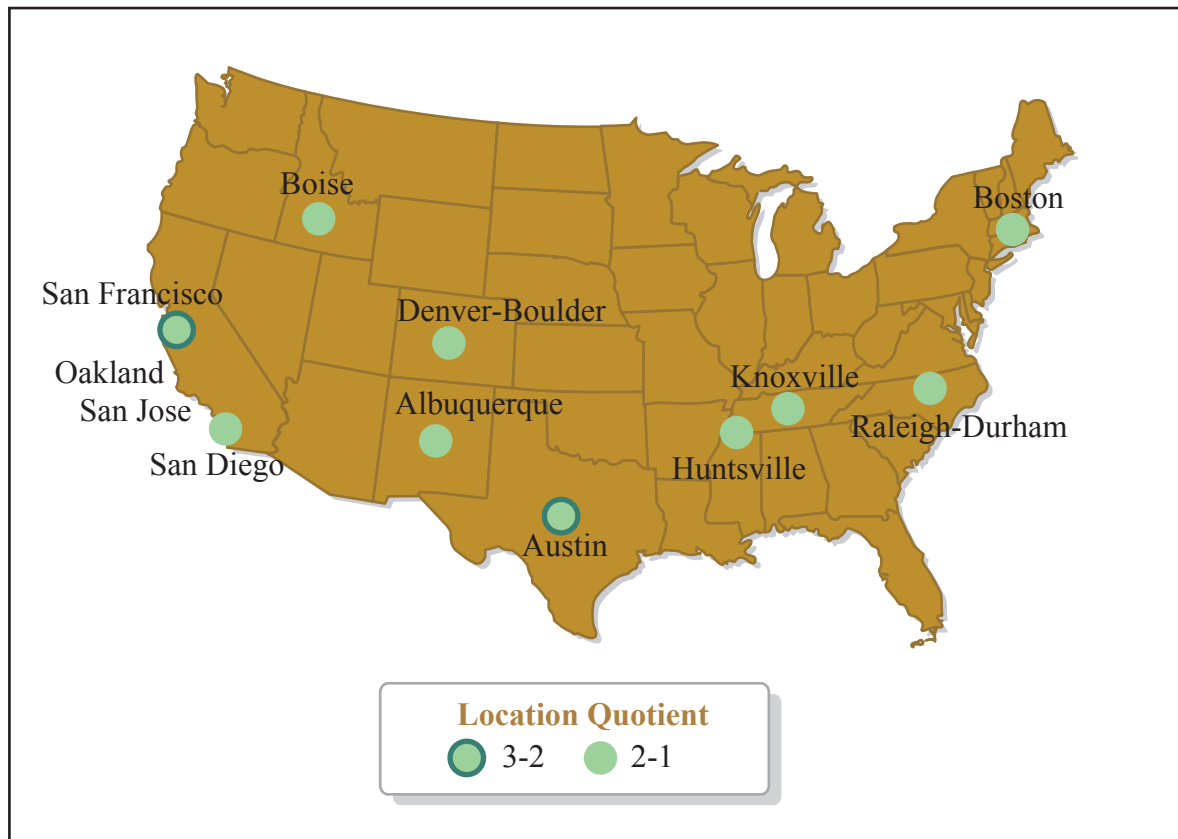 Boise
Boston
San Francisco
Denver-Boulder
Oakland
San Jose
Knoxville
Albuquerque
Raleigh-Durham
San Diego
Huntsville
Austin
Location Quotient
3-2 2-1